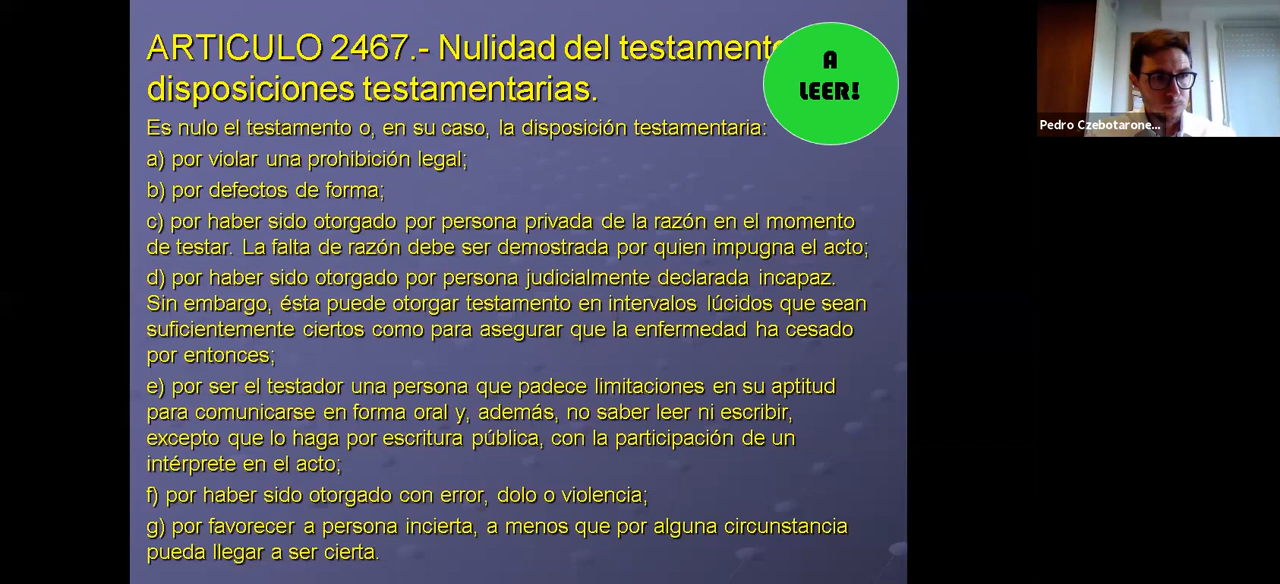 ARTICULO 2467.- Nulidad del testamento
disposiciones testamentarias.
A
LEER!
Es nulo el testamento o, en su caso, la disposición testamentaria:
a) por violar una prohibición legal;
b) por defectos de forma;
c) por haber sido otorgado por persona privada de la razón en el momento
de testar. La falta de razón debe ser demostrada por quien impugna el acto;
d) por haber sido otorgado por persona judicialmente declarada incapaz.
Sin embargo, ésta puede otorgar testamento en intervalos lúcidos que sean
suficientemente ciertos como para asegurar que la enfermedad ha cesado
por entonces;
e) por ser el testador una persona que padece limitaciones en su aptitud
para comunicarse en forma oral y, además, no saber leer ni escribir,
excepto que lo haga por escritura pública, con la participación de un
intérprete en el acto;
f) por haber sido otorgado con error, dolo o violencia;
g) por favorecer a persona incierta, a menos que por alguna circunstancia
pueda llegar a ser cierta.
Pedro Czebotarone...